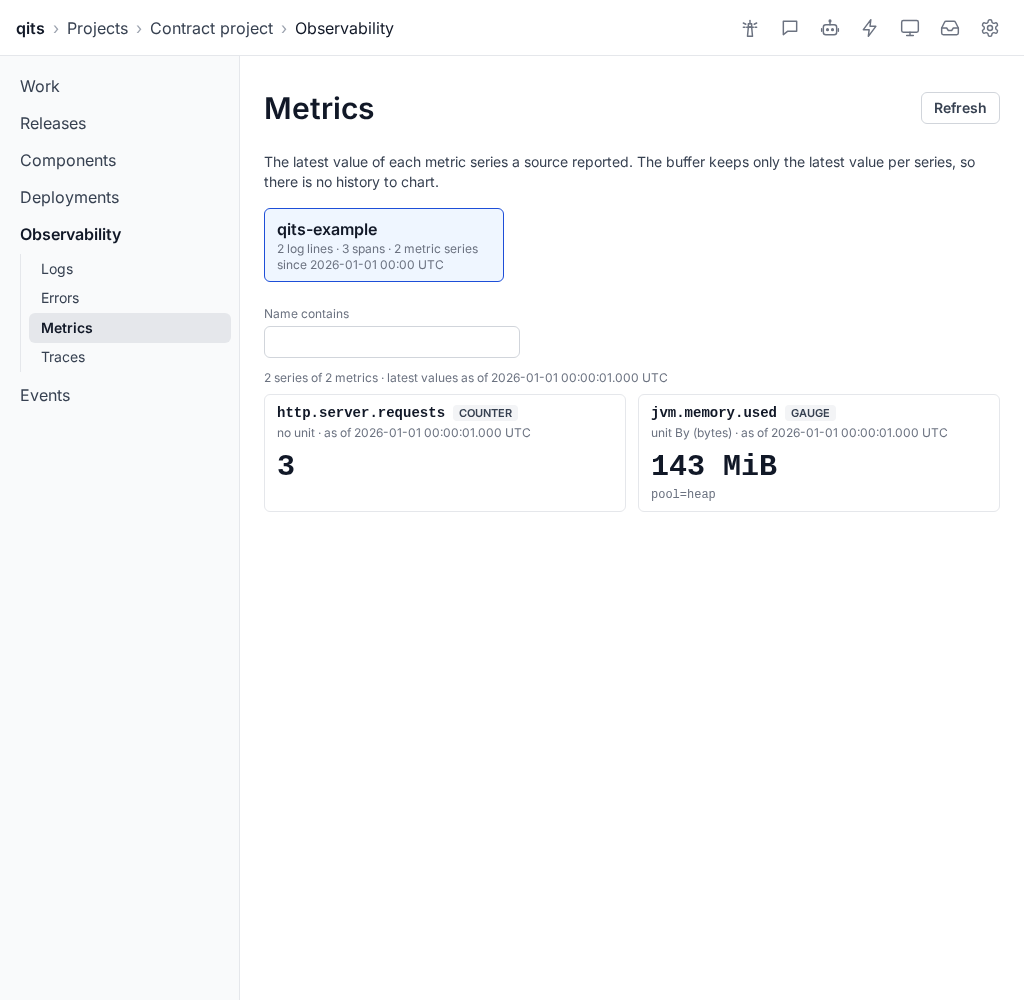 qits › Projects › Contract project › Observability
Work
Releases
Components
Deployments
Observability
Logs
Errors
Metrics
Traces
Events
Metrics
Refresh
The latest value of each metric series a source reported. The buffer keeps only the latest value per series, so
there is no history to chart.
qits-example
2 log lines · 3 spans · 2 metric series
since 2026-01-01 00:00 UTC
Name contains
2 series of 2 metrics · latest values as of 2026-01-01 00:00:01.000 UTC
http.server.requests COUNTER
no unit · as of 2026-01-01 00:00:01.000 UTC
3
jvm.memory.used GAUGE
unit By (bytes) · as of 2026-01-01 00:00:01.000 UTC
143 MiB
pool=heap